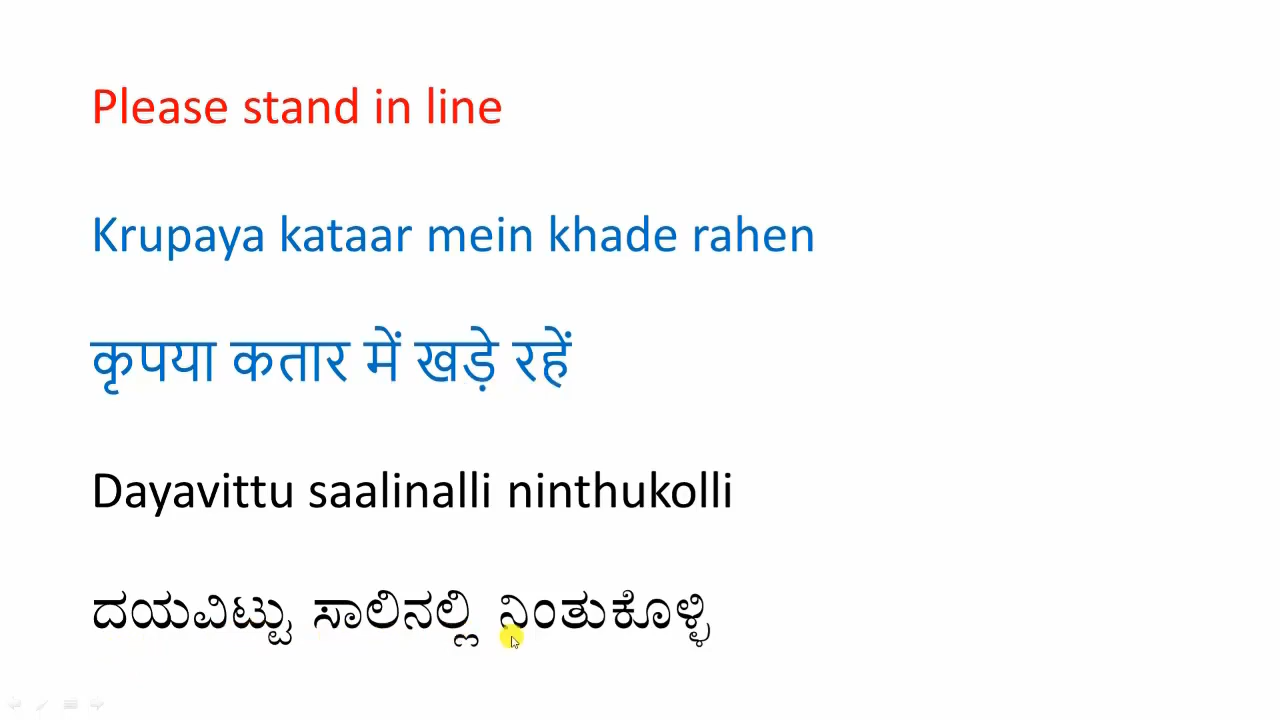 Please stand in line
Krupaya kataar mein khade rahen
कृपया कतार में खड़े रहें
Dayavittu saalinalli ninthukolli
ದಯವಿಟ್ಟು ಸಾಲಿನಲ್ಲಿ ನಿಂತುಕೊಳ್ಳಿ